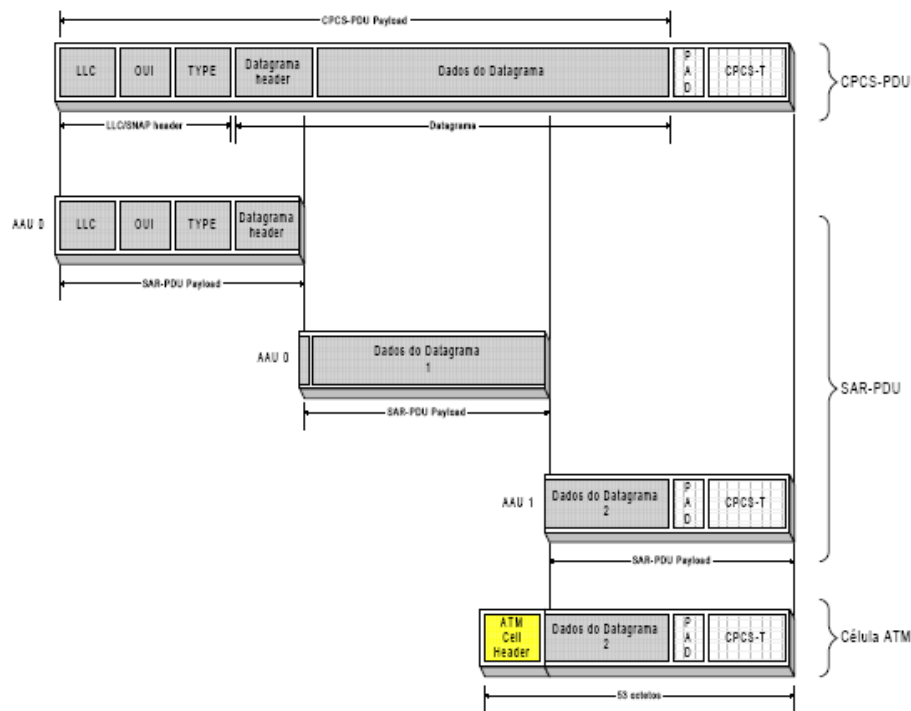 CPCS-PDU Payload
LLC
OUI
TYPE
Datagrama
header
Dados do Datagrama
P
A
D
CPCS-T
CPCS-PDU
LLC/SNAP header
Datagrama
AAU 0
LLC
OUI
TYPE
Datagrama
header
SAR-PDU Payload
AAU 0
Dados do Datagrama
1
SAR-PDU Payload
SAR-PDU
AAU 1
Dados do Datagrama
2
P
A
D
CPCS-T
SAR-PDU Payload
ATM
Cell
Header
Dados do Datagrama
2
P
A
D
CPCS-T
Célula ATM
53 octetos